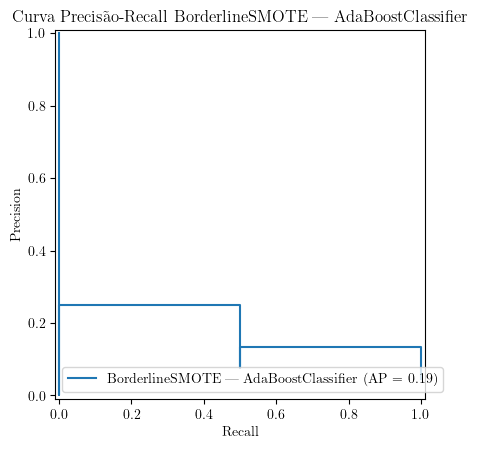 Curva Precisão-Recall BorderlineSMOTE — AdaBoostClassifier
1.0
0.8
0.6
0.4
0.2
0.0
Precision
BorderlineSMOTE — AdaBoostClassifier (AP = 0.19)
0.0 0.2 0.4 0.6 0.8 1.0
Recall